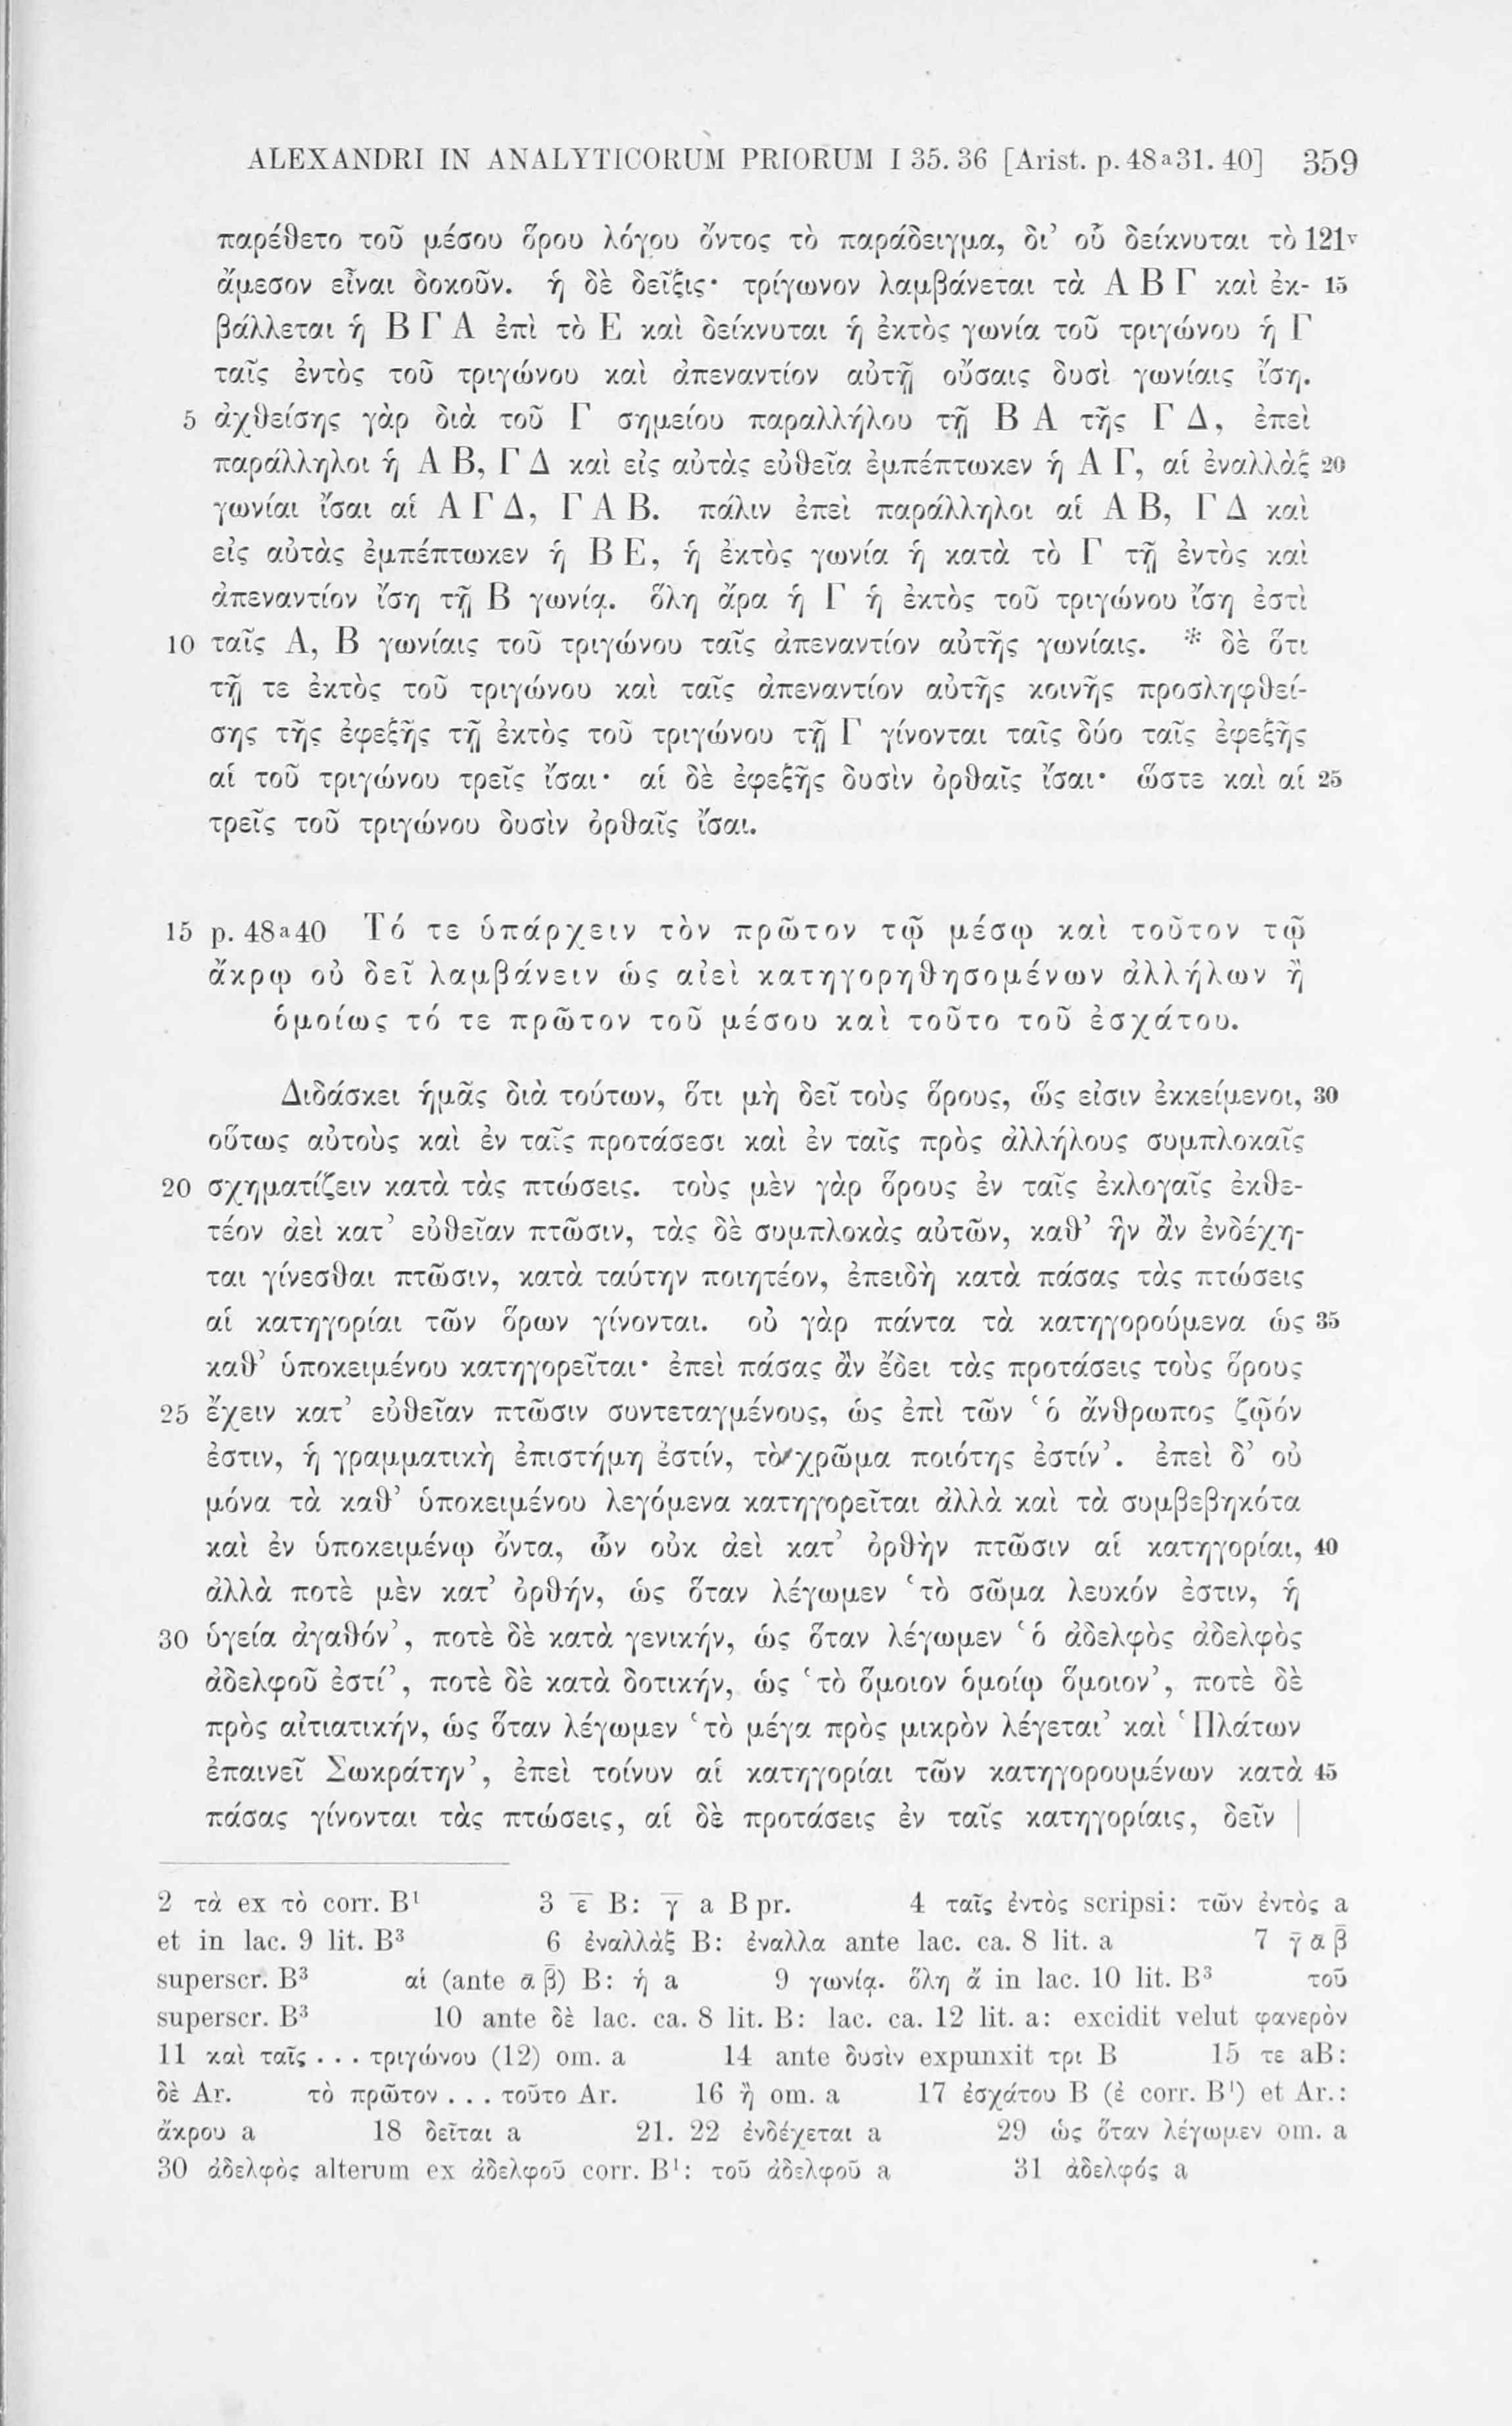 ALEXANDRI IN ANALYTICORUM PRIORUM I 35. 36 [Arist. p. 48ᵃ31. 40] 359
παρέθετο τοῦ μέσου ὅρου λόγου ὄντος τὸ παράδειγμα, δι᾽ οὗ δείκνυται τὸ 121ᵛ
ἄμεσον εἶναι δοκοῦν. ἡ δὲ δεῖξις· τρίγωνον λαμβάνεται τὰ Α Β Γ καὶ ἐκ- 15
βάλλεται ἡ Β Γ Α ἐπὶ τὸ Ε καὶ δείκνυται ἡ ἐκτὸς γωνία τοῦ τριγώνου ἡ Γ
ταῖς ἐντὸς τοῦ τριγώνου καὶ ἀπεναντίον αὐτῇ οὔσαις δυσὶ γωνίαις ἴση.
5 ἀχθείσης γὰρ διὰ τοῦ Γ σημείου παραλλήλου τῇ Β Α τῆς Γ Δ, ἐπεὶ
παράλληλοι ἡ Α Β, Γ Δ καὶ εἰς αὐτὰς εὐθεῖα ἐμπέπτωκεν ἡ Α Γ, αἱ ἐναλλὰξ 20
γωνίαι ἴσαι αἱ Α Γ Δ, Γ Α Β. πάλιν ἐπεὶ παράλληλοι αἱ Α Β, Γ Δ καὶ
εἰς αὐτὰς ἐμπέπτωκεν ἡ Β Ε, ἡ ἐκτὸς γωνία ἡ κατὰ τὸ Γ τῇ ἐντὸς καὶ
ἀπεναντίον ἴση τῇ Β γωνίᾳ. ὅλη ἄρα ἡ Γ ἡ ἐκτὸς τοῦ τριγώνου ἴση ἐστὶ
10 ταῖς Α, Β γωνίαις τοῦ τριγώνου ταῖς ἀπεναντίον αὐτῆς γωνίαις. * δὲ ὅτι
τῇ τε ἐκτὸς τοῦ τριγώνου καὶ ταῖς ἀπεναντίον αὐτῆς κοινῆς προσληφθεί-
σης τῆς ἐφεξῆς τῇ ἐκτὸς τοῦ τριγώνου τῇ Γ γίνονται ταῖς δύο ταῖς ἐφεξῆς
αἱ τοῦ τριγώνου τρεῖς ἴσαι· αἱ δὲ ἐφεξῆς δυσὶν ὀρθαῖς ἴσαι· ὥστε καὶ αἱ 25
τρεῖς τοῦ τριγώνου δυσὶν ὀρθαῖς ἴσαι.
15 p. 48ᵃ40 Τό τε ὑπάρχειν τὸν πρῶτον τῷ μέσῳ καὶ τοῦτον τῷ
ἄκρῳ οὐ δεῖ λαμβάνειν ὡς αἰεὶ κατηγορηθησομένων ἀλλήλων ἢ
ὁμοίως τό τε πρῶτον τοῦ μέσου καὶ τοῦτο τοῦ ἐσχάτου.
Διδάσκει ἡμᾶς διὰ τούτων, ὅτι μὴ δεῖ τοὺς ὅρους, ὥς εἰσιν ἐκκείμενοι, 30
οὕτως αὐτοὺς καὶ ἐν ταῖς προτάσεσι καὶ ἐν ταῖς πρὸς ἀλλήλους συμπλοκαῖς
20 σχηματίζειν κατὰ τὰς πτώσεις. τοὺς μὲν γὰρ ὅρους ἐν ταῖς ἐκλογαῖς ἐκθε-
τέον ἀεὶ κατ᾽ εὐθεῖαν πτῶσιν, τὰς δὲ συμπλοκὰς αὐτῶν, καθ᾽ ἣν ἂν ἐνδέχη-
ται γίνεσθαι πτῶσιν, κατὰ ταύτην ποιητέον, ἐπειδὴ κατὰ πάσας τὰς πτώσεις
αἱ κατηγορίαι τῶν ὅρων γίνονται. οὐ γὰρ πάντα τὰ κατηγορούμενα ὡς 35
καθ᾽ ὑποκειμένου κατηγορεῖται· ἐπεὶ πάσας ἂν ἔδει τὰς προτάσεις τοὺς ὅρους
25 ἔχειν κατ᾽ εὐθεῖαν πτῶσιν συντεταγμένους, ὡς ἐπὶ τῶν ‘ὁ ἄνθρωπος ζῷόν
ἐστιν, ἡ γραμματικὴ ἐπιστήμη ἐστίν, τὸ χρῶμα ποιότης ἐστίν’. ἐπεὶ δ᾽ οὐ
μόνα τὰ καθ᾽ ὑποκειμένου λεγόμενα κατηγορεῖται ἀλλὰ καὶ τὰ συμβεβηκότα
καὶ ἐν ὑποκειμένῳ ὄντα, ὧν οὐκ ἀεὶ κατ᾽ ὀρθὴν πτῶσιν αἱ κατηγορίαι, 40
ἀλλὰ ποτὲ μὲν κατ᾽ ὀρθήν, ὡς ὅταν λέγωμεν ‘τὸ σῶμα λευκόν ἐστιν, ἡ
30 ὑγεία ἀγαθόν’, ποτὲ δὲ κατὰ γενικήν, ὡς ὅταν λέγωμεν ‘ὁ ἀδελφὸς ἀδελφὸς
ἀδελφοῦ ἐστί’, ποτὲ δὲ κατὰ δοτικήν, ὡς ‘τὸ ὅμοιον ὁμοίῳ ὅμοιον’, ποτὲ δὲ
πρὸς αἰτιατικήν, ὡς ὅταν λέγωμεν ‘τὸ μέγα πρὸς μικρὸν λέγεται’ καὶ ‘Πλάτων
ἐπαινεῖ Σωκράτην’, ἐπεὶ τοίνυν αἱ κατηγορίαι τῶν κατηγορουμένων κατὰ 45
πάσας γίνονται τὰς πτώσεις, αἱ δὲ προτάσεις ἐν ταῖς κατηγορίαις, δεῖν |
2 τὰ ex τὸ corr. B¹ 3 ε̅ B: γ̅ a B pr. 4 ταῖς ἐντὸς scripsi: τῶν ἐντὸς a
et in lac. 9 lit. B³ 6 ἐναλλὰξ B: ἐναλλα ante lac. ca. 8 lit. a 7 γ̅ α̅ β̅
superscr. B³ αἱ (ante α̅ β̅) B: ἡ a 9 γωνίᾳ. ὅλη ἄ in lac. 10 lit. B³ τοῦ
superscr. B³ 10 ante δὲ lac. ca. 8 lit. B: lac. ca. 12 lit. a: excidit velut φανερὸν
11 καὶ ταῖς . . . τριγώνου (12) om. a 14 ante δυσὶν expunxit τρι B 15 τε aB:
δὲ Ar. τὸ πρῶτον . . . τοῦτο Ar. 16 ἢ om. a 17 ἐσχάτου B (ἐ corr. B¹) et Ar.:
ἄκρου a 18 δεῖται a 21. 22 ἐνδέχεται a 29 ὡς ὅταν λέγωμεν om. a
30 ἀδελφὸς alterum ex ἀδελφοῦ corr. B¹: τοῦ ἀδελφοῦ a 31 ἀδελφός a